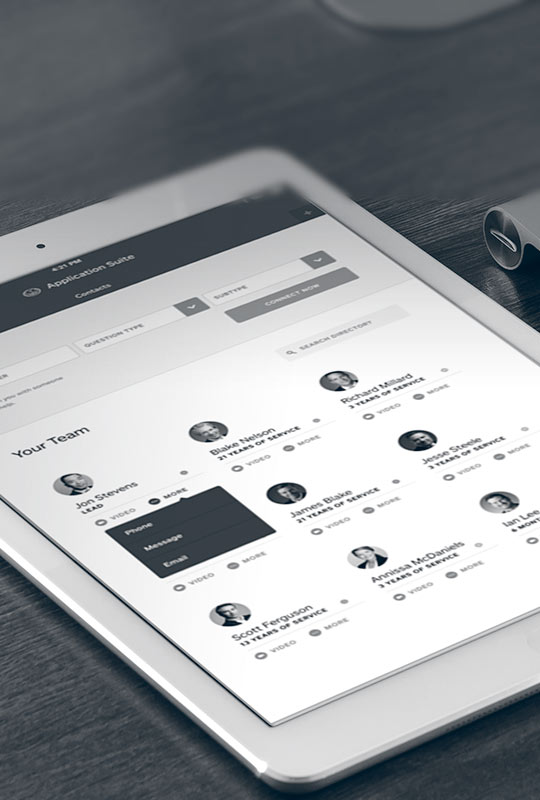 4:21 PM
Application Suite
Contacts
QUESTION TYPE
SUBTYPE
CONNECT NOW
you with someone
SEARCH DIRECTORY
Your Team
Jon Stevens
LEAD
VIDEO MORE
Phone
Message
Email
VIDEO MORE
Blake Nelson
21 YEARS OF SERVICE
VIDEO MORE
Richard Millard
3 YEARS OF SERVICE
VIDEO MORE
James Blake
21 YEARS OF SERVICE
VIDEO MORE
Jesse Steele
3 YEARS OF SERVICE
VIDEO MORE
Scott Ferguson
13 YEARS OF SERVICE
VIDEO MORE
Annissa McDaniels
3 YEARS OF SERVICE
VIDEO MORE
Ian Lee
6 MONT